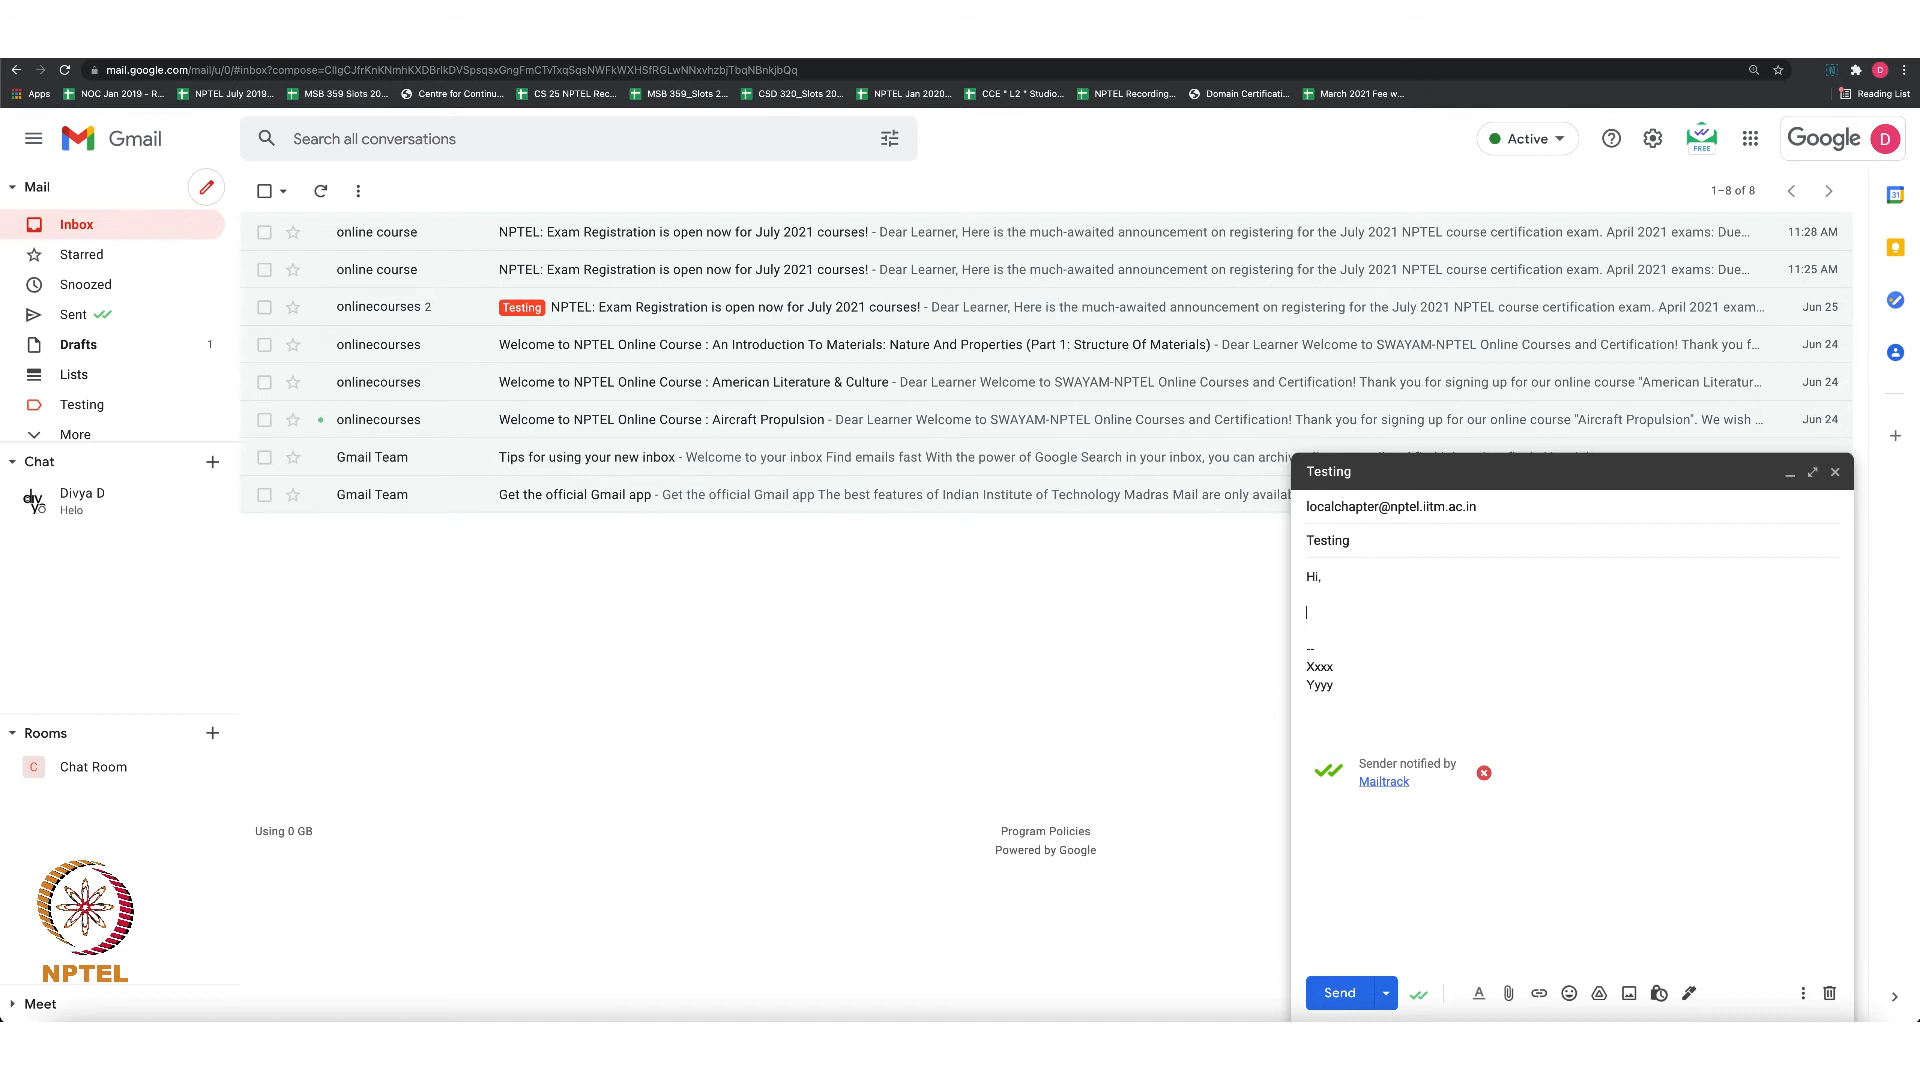 mail.google.com/mail/u/0/#inbox?compose=CllgCJfrKnKNmhKXDBrlkDVSpsqsxGngFmCTvTxqSqsNWFkWXHSfRGLwNNxvhzbjTbqNBnkjbQq
D
Apps NOC Jan 2019 - R... NPTEL July 2019... MSB 359 Slots 20... Centre for Continu... CS 25 NPTEL Rec... MSB 359_Slots 2... CSD 320_Slots 20... NPTEL Jan 2020... CCE " L2 " Studio... NPTEL Recording... Domain Certificati... March 2021 Fee w... Reading List
Gmail
Search all conversations
Active
FREE
Google D
Mail
1–8 of 8
31
Inbox
Starred
Snoozed
Sent
Drafts 1
Lists
Testing
More
online course NPTEL: Exam Registration is open now for July 2021 courses! - Dear Learner, Here is the much-awaited announcement on registering for the July 2021 NPTEL course certification exam. April 2021 exams: Due... 11:28 AM
online course NPTEL: Exam Registration is open now for July 2021 courses! - Dear Learner, Here is the much-awaited announcement on registering for the July 2021 NPTEL course certification exam. April 2021 exams: Due... 11:25 AM
onlinecourses 2 Testing NPTEL: Exam Registration is open now for July 2021 courses! - Dear Learner, Here is the much-awaited announcement on registering for the July 2021 NPTEL course certification exam. April 2021 exam... Jun 25
onlinecourses Welcome to NPTEL Online Course : An Introduction To Materials: Nature And Properties (Part 1: Structure Of Materials) - Dear Learner Welcome to SWAYAM-NPTEL Online Courses and Certification! Thank you f... Jun 24
onlinecourses Welcome to NPTEL Online Course : American Literature & Culture - Dear Learner Welcome to SWAYAM-NPTEL Online Courses and Certification! Thank you for signing up for our online course "American Literatur... Jun 24
onlinecourses Welcome to NPTEL Online Course : Aircraft Propulsion - Dear Learner Welcome to SWAYAM-NPTEL Online Courses and Certification! Thank you for signing up for our online course "Aircraft Propulsion". We wish ... Jun 24
Gmail Team Tips for using your new inbox - Welcome to your inbox Find emails fast With the power of Google Search in your inbox, you can
Gmail Team Get the official Gmail app - Get the official Gmail app The best features of Indian Institute of Technology Madras Mail are only
Chat
Divya D
Helo
Rooms
C Chat Room
NPTEL
Meet
Using 0 GB
Program Policies
Powered by Google
Testing
localchapter@nptel.iitm.ac.in
Testing
Hi,
--
Xxxx
Yyyy
Sender notified by
Mailtrack
Send